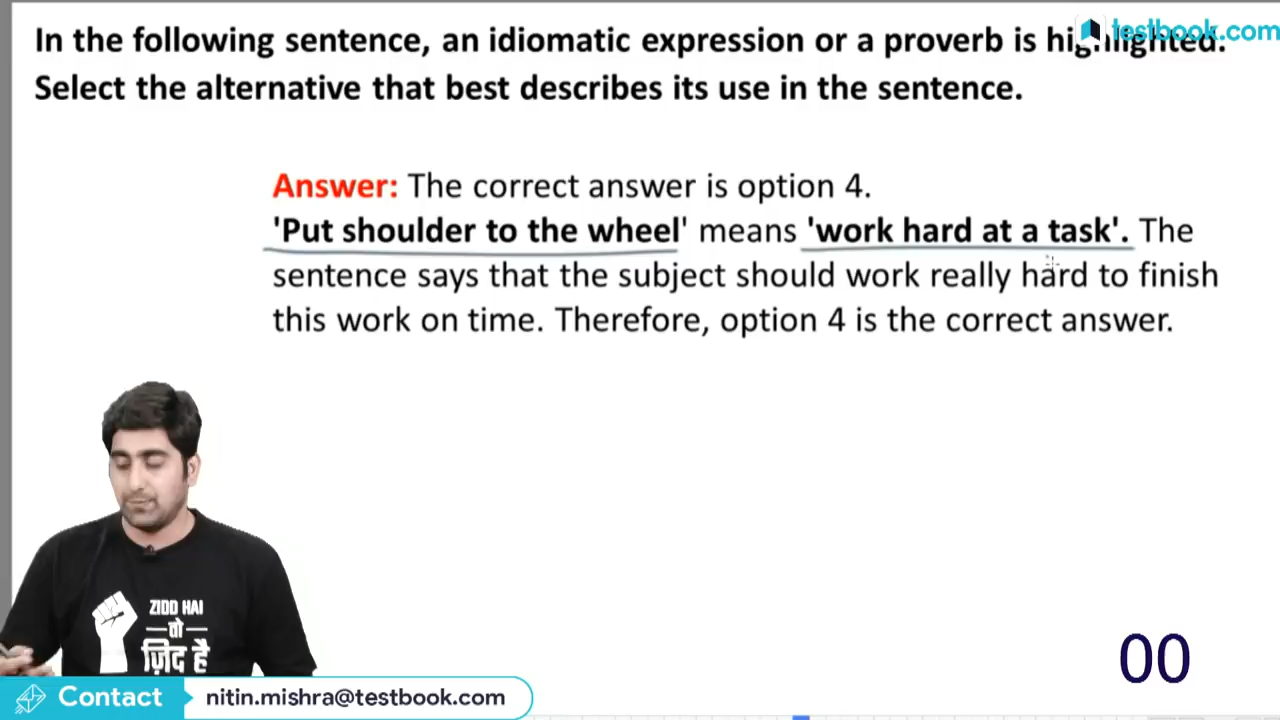 testbook.com
In the following sentence, an idiomatic expression or a proverb is highlighted.
Select the alternative that best describes its use in the sentence.
Answer: The correct answer is option 4.
'Put shoulder to the wheel' means 'work hard at a task'. The
sentence says that the subject should work really hard to finish
this work on time. Therefore, option 4 is the correct answer.
ZIDD HAI
तो
ज़िद है
00
Contact nitin.mishra@testbook.com